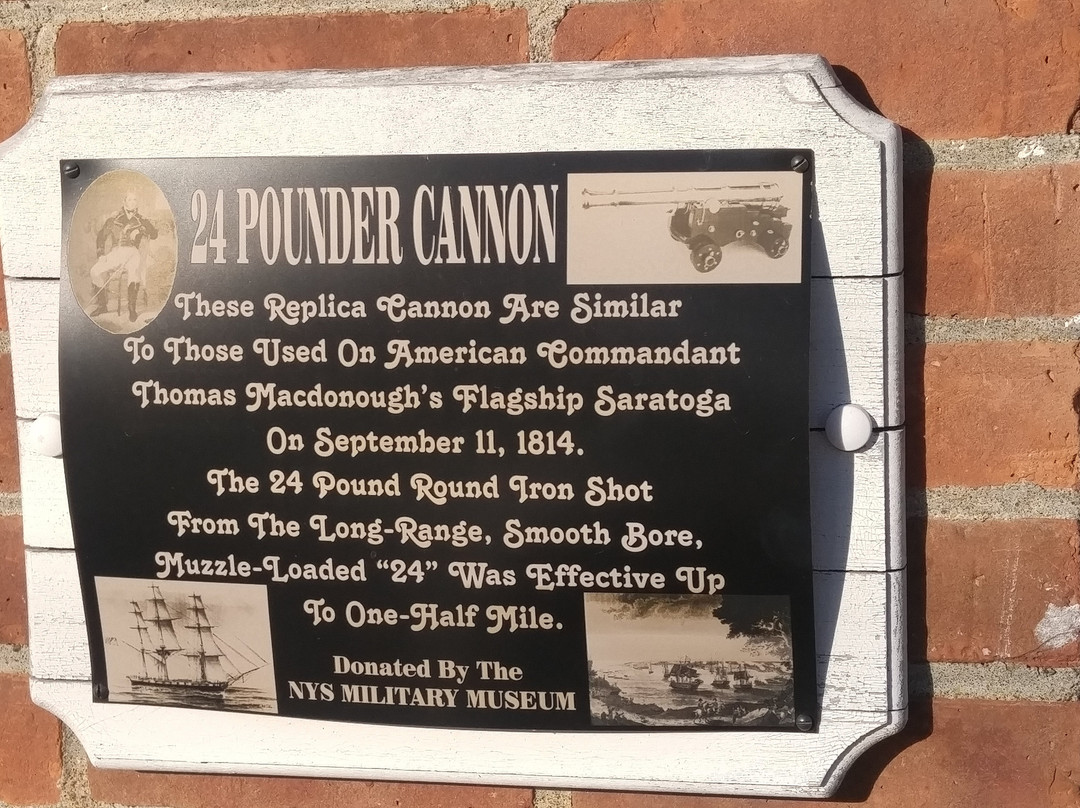 24 POUNDER CANNON
These Replica Cannon Are Similar
To Those Used On American Commandant
Thomas Macdonough's Flagship Saratoga
On September 11, 1814.
The 24 Pound Round Iron Shot
From The Long-Range, Smooth Bore,
Muzzle-Loaded “24” Was Effective Up
To One-Half Mile.
Donated By The
NYS MILITARY MUSEUM